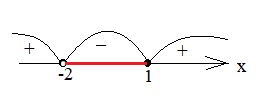 + − +
-2 1 x